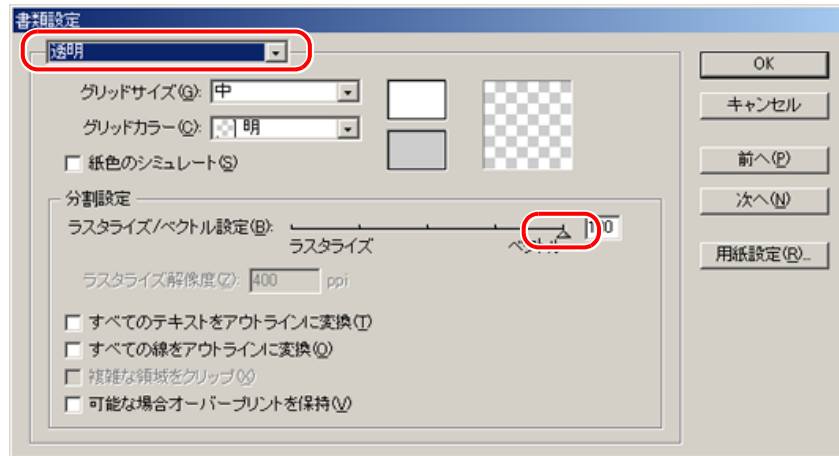 書類設定
透明
グリッドサイズ(G): 中
グリッドカラー(C): 明
紙色のシミュレート(S)
分割設定
ラスタライズ/ベクトル設定(B): 100
ラスタライズ ベクトル
ラスタライズ解像度(Z): 400 ppi
すべてのテキストをアウトラインに変換(T)
すべての線をアウトラインに変換(O)
複雑な領域をクリップ(X)
可能な場合オーバープリントを保持(V)
OK
キャンセル
前へ(P)
次へ(N)
用紙設定(R)...